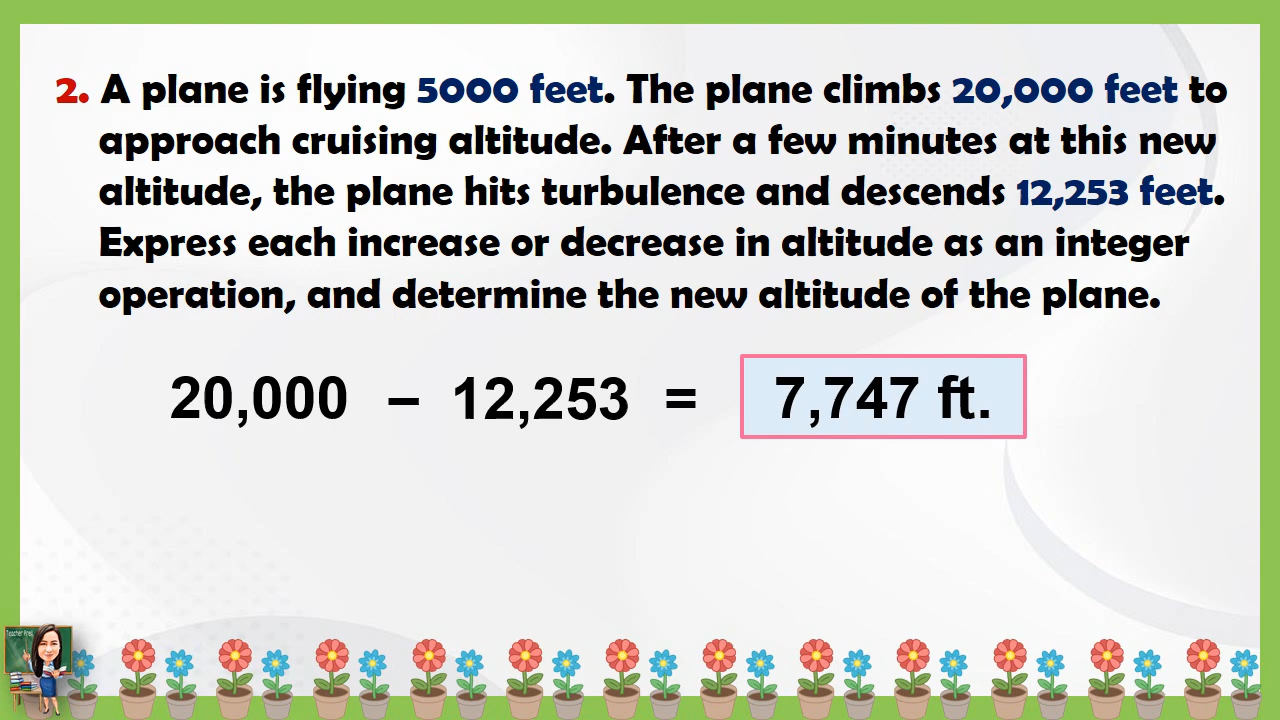 2. A plane is flying 5000 feet. The plane climbs 20,000 feet to
approach cruising altitude. After a few minutes at this new
altitude, the plane hits turbulence and descends 12,253 feet.
Express each increase or decrease in altitude as an integer
operation, and determine the new altitude of the plane.
20,000 – 12,253 = 7,747 ft.